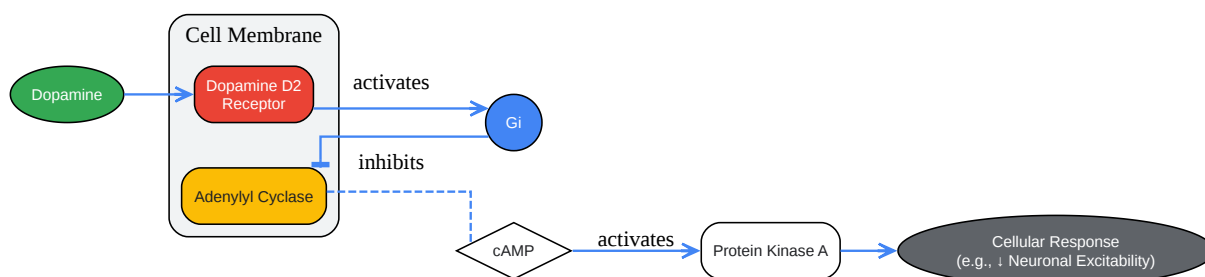 Cell Membrane
Dopamine
Dopamine D2
Receptor
activates
Gi
inhibits
Adenylyl Cyclase
cAMP
activates
Protein Kinase A
Cellular Response
(e.g., ↓ Neuronal Excitability)